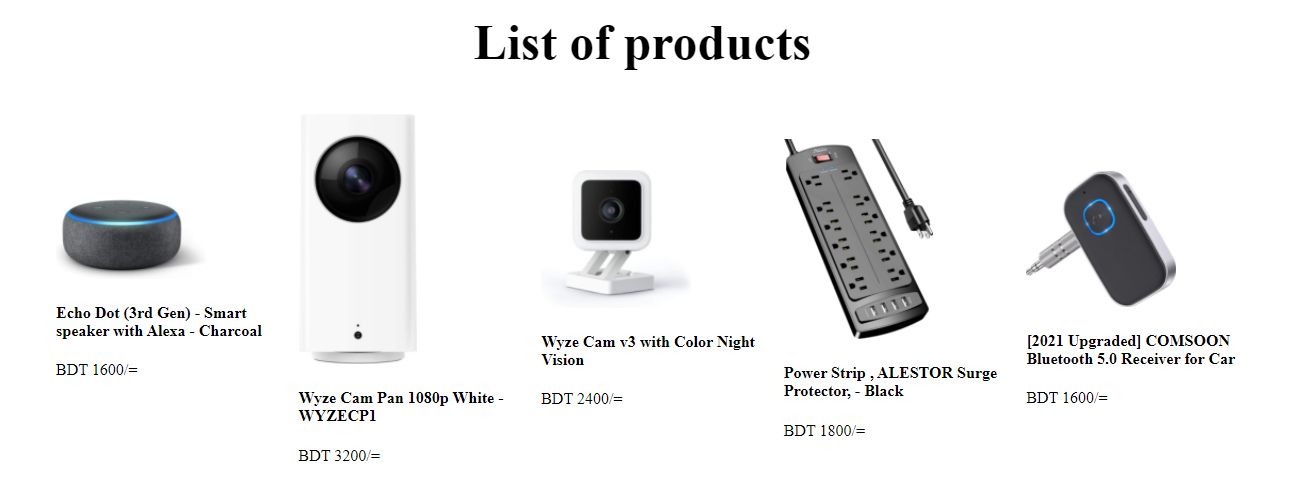 List of products
Echo Dot (3rd Gen) - Smart
speaker with Alexa - Charcoal
BDT 1600/=
Wyze Cam Pan 1080p White -
WYZECP1
BDT 3200/=
Wyze Cam v3 with Color Night
Vision
BDT 2400/=
Power Strip , ALESTOR Surge
Protector, - Black
BDT 1800/=
[2021 Upgraded] COMSOON
Bluetooth 5.0 Receiver for Car
BDT 1600/=